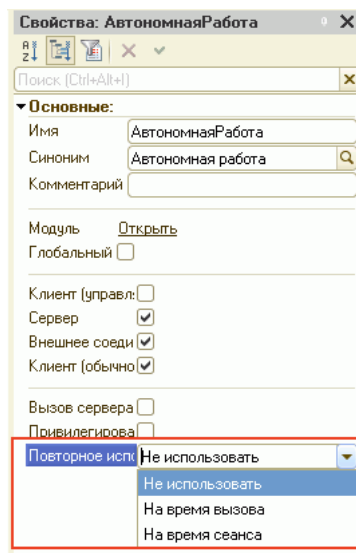 Свойства: АвтономнаяРабота
Поиск (Ctrl+Alt+I)
Основные:
Имя АвтономнаяРабота
Синоним Автономная работа
Комментарий
Модуль Открыть
Глобальный
Клиент (управл
Сервер
Внешнее соеди
Клиент (обычно
Вызов сервера
Привилегирова
Повторное исп Не использовать
Не использовать
На время вызова
На время сеанса